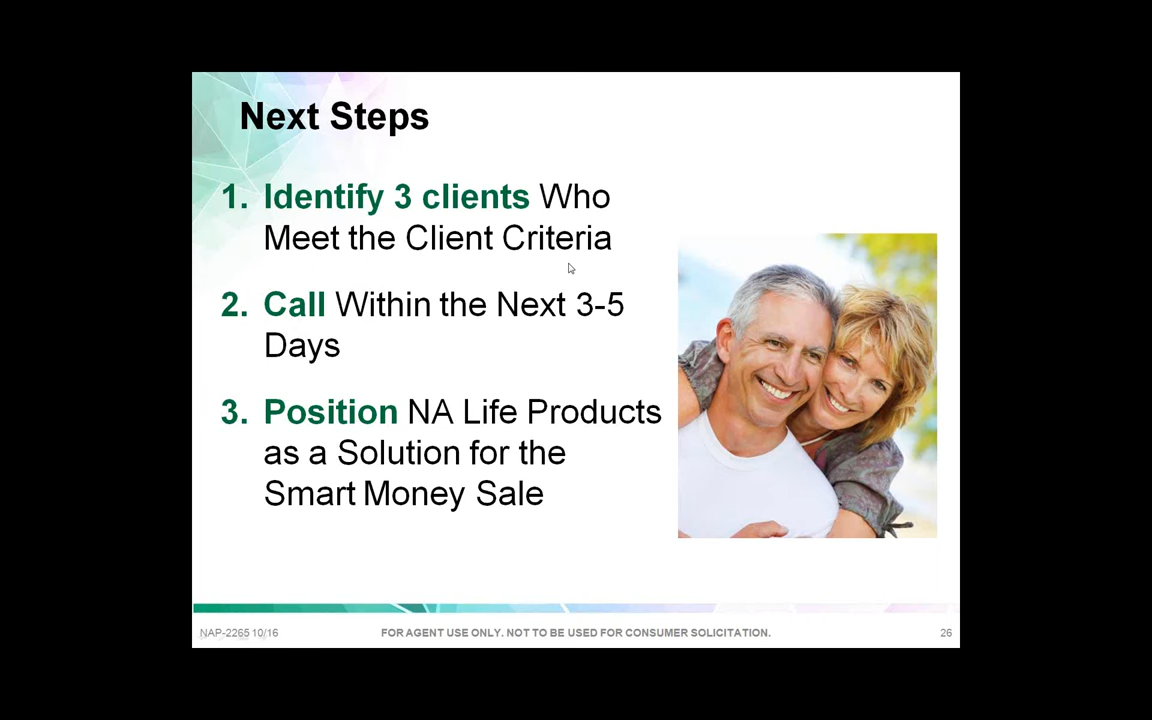 Next Steps
1. Identify 3 clients Who
Meet the Client Criteria
2. Call Within the Next 3-5
Days
3. Position NA Life Products
as a Solution for the
Smart Money Sale
NAP-2265 10/16
FOR AGENT USE ONLY. NOT TO BE USED FOR CONSUMER SOLICITATION.
26